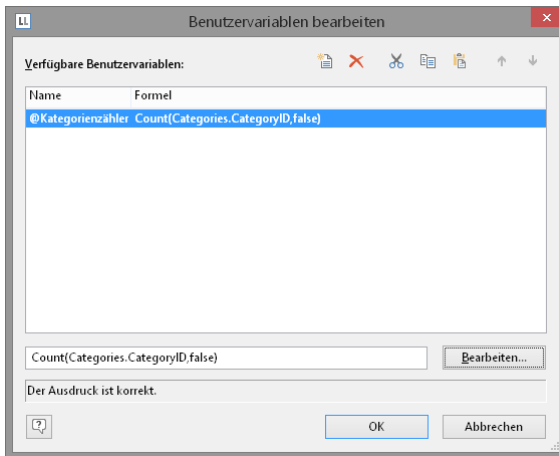 LL Benutzervariablen bearbeiten
Verfügbare Benutzervariablen:
Name Formel
@Kategorienzähler Count(Categories.CategoryID,false)
Count(Categories.CategoryID,false) Bearbeiten...
Der Ausdruck ist korrekt.
? OK Abbrechen